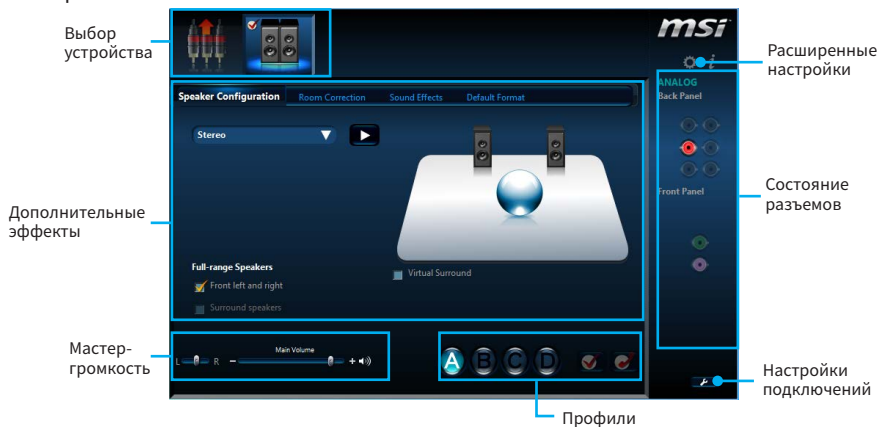 Выбор
устройства
msi
Расширенные
настройки
ANALOG
Back Panel
Speaker Configuration
Room Correction
Sound Effects
Default Format
Stereo
Front Panel
Состояние
разъемов
Дополнительные
эффекты
Full-range Speakers
Front left and right
Surround speakers
Virtual Surround
Мастер-
громкость
L
R
Main Volume
A
B
C
D
Настройки
подключений
Профили